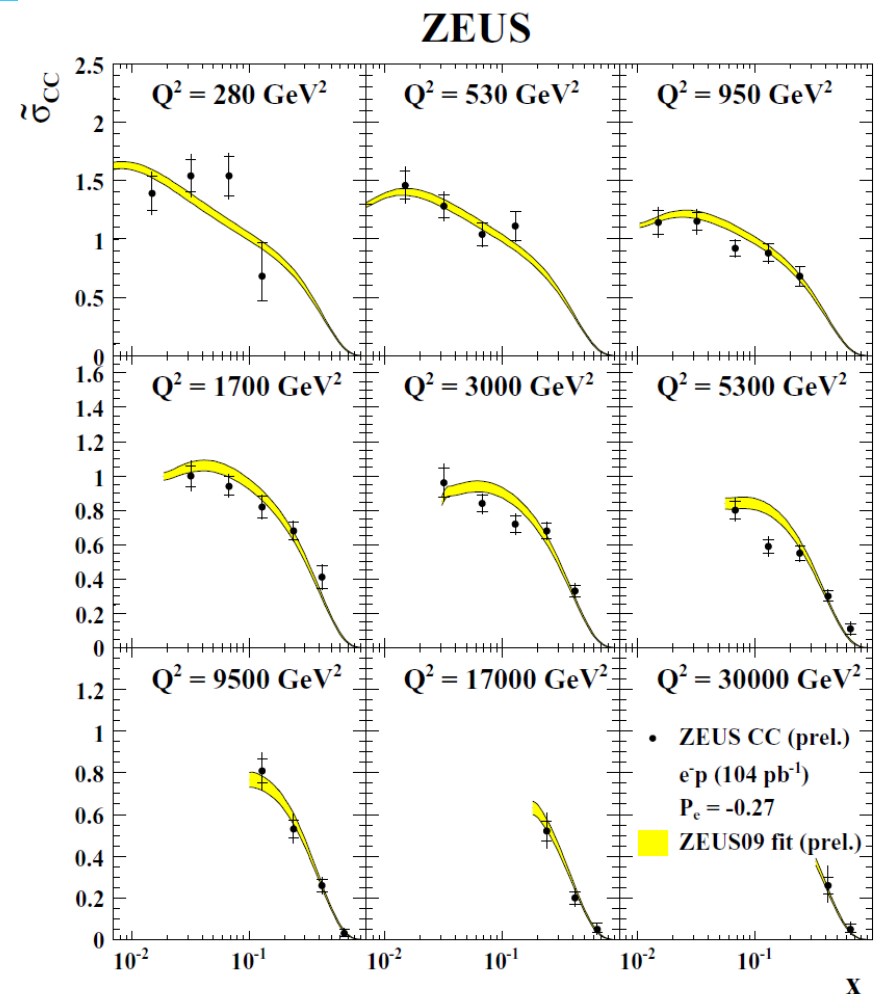 ZEUS
σ̃CC
Q² = 280 GeV²
Q² = 530 GeV²
Q² = 950 GeV²
2.5
2
1.5
1
0.5
0
Q² = 1700 GeV²
Q² = 3000 GeV²
Q² = 5300 GeV²
1.6
1.4
1.2
1
0.8
0.6
0.4
0.2
0
Q² = 9500 GeV²
Q² = 17000 GeV²
Q² = 30000 GeV²
1.2
1
0.8
0.6
0.4
0.2
0
ZEUS CC (prel.)
e⁻p (104 pb⁻¹)
Pₑ = -0.27
ZEUS09 fit (prel.)
10⁻² 10⁻¹ 10⁻² 10⁻¹ 10⁻² 10⁻¹
x